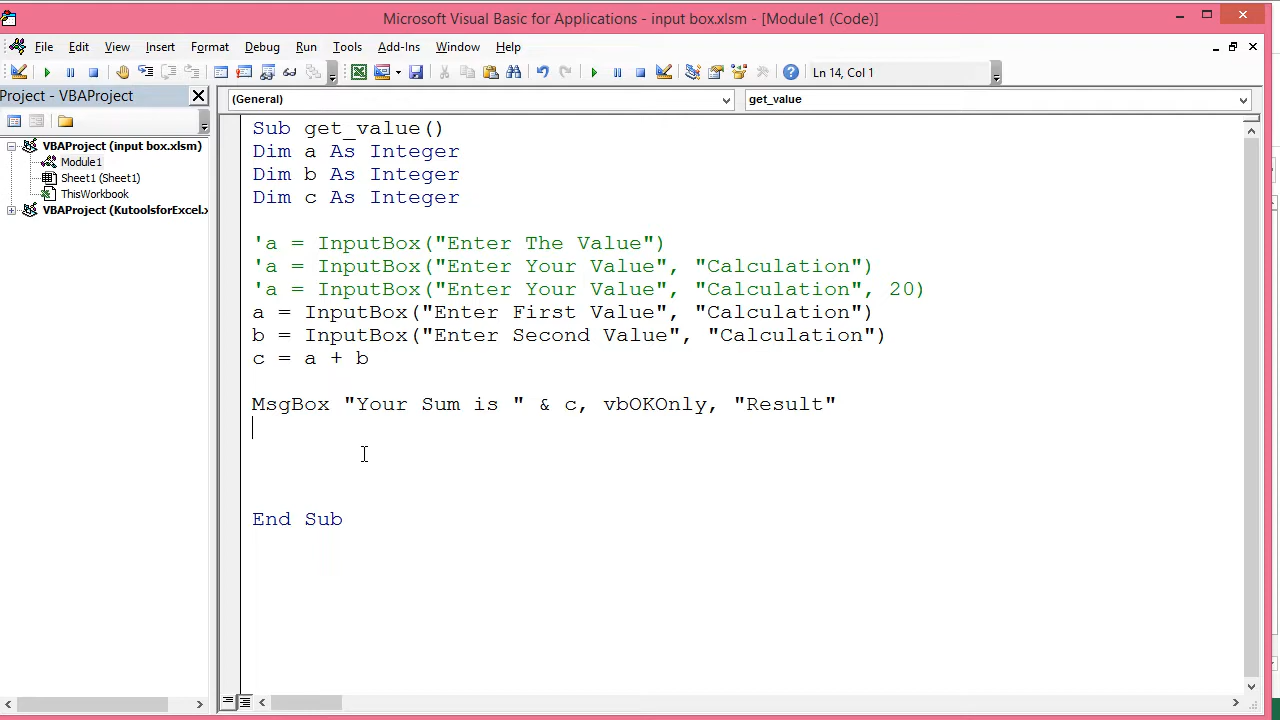 Microsoft Visual Basic for Applications - input box.xlsm - [Module1 (Code)]
File Edit View Insert Format Debug Run Tools Add-Ins Window Help
Ln 14, Col 1
Project - VBAProject
(General) get_value
VBAProject (input box.xlsm)
Module1
Sheet1 (Sheet1)
ThisWorkbook
VBAProject (KutoolsforExcel.x
Sub get_value()
Dim a As Integer
Dim b As Integer
Dim c As Integer
'a = InputBox("Enter The Value")
'a = InputBox("Enter Your Value", "Calculation")
'a = InputBox("Enter Your Value", "Calculation", 20)
a = InputBox("Enter First Value", "Calculation")
b = InputBox("Enter Second Value", "Calculation")
c = a + b
MsgBox "Your Sum is " & c, vbOKOnly, "Result"
End Sub